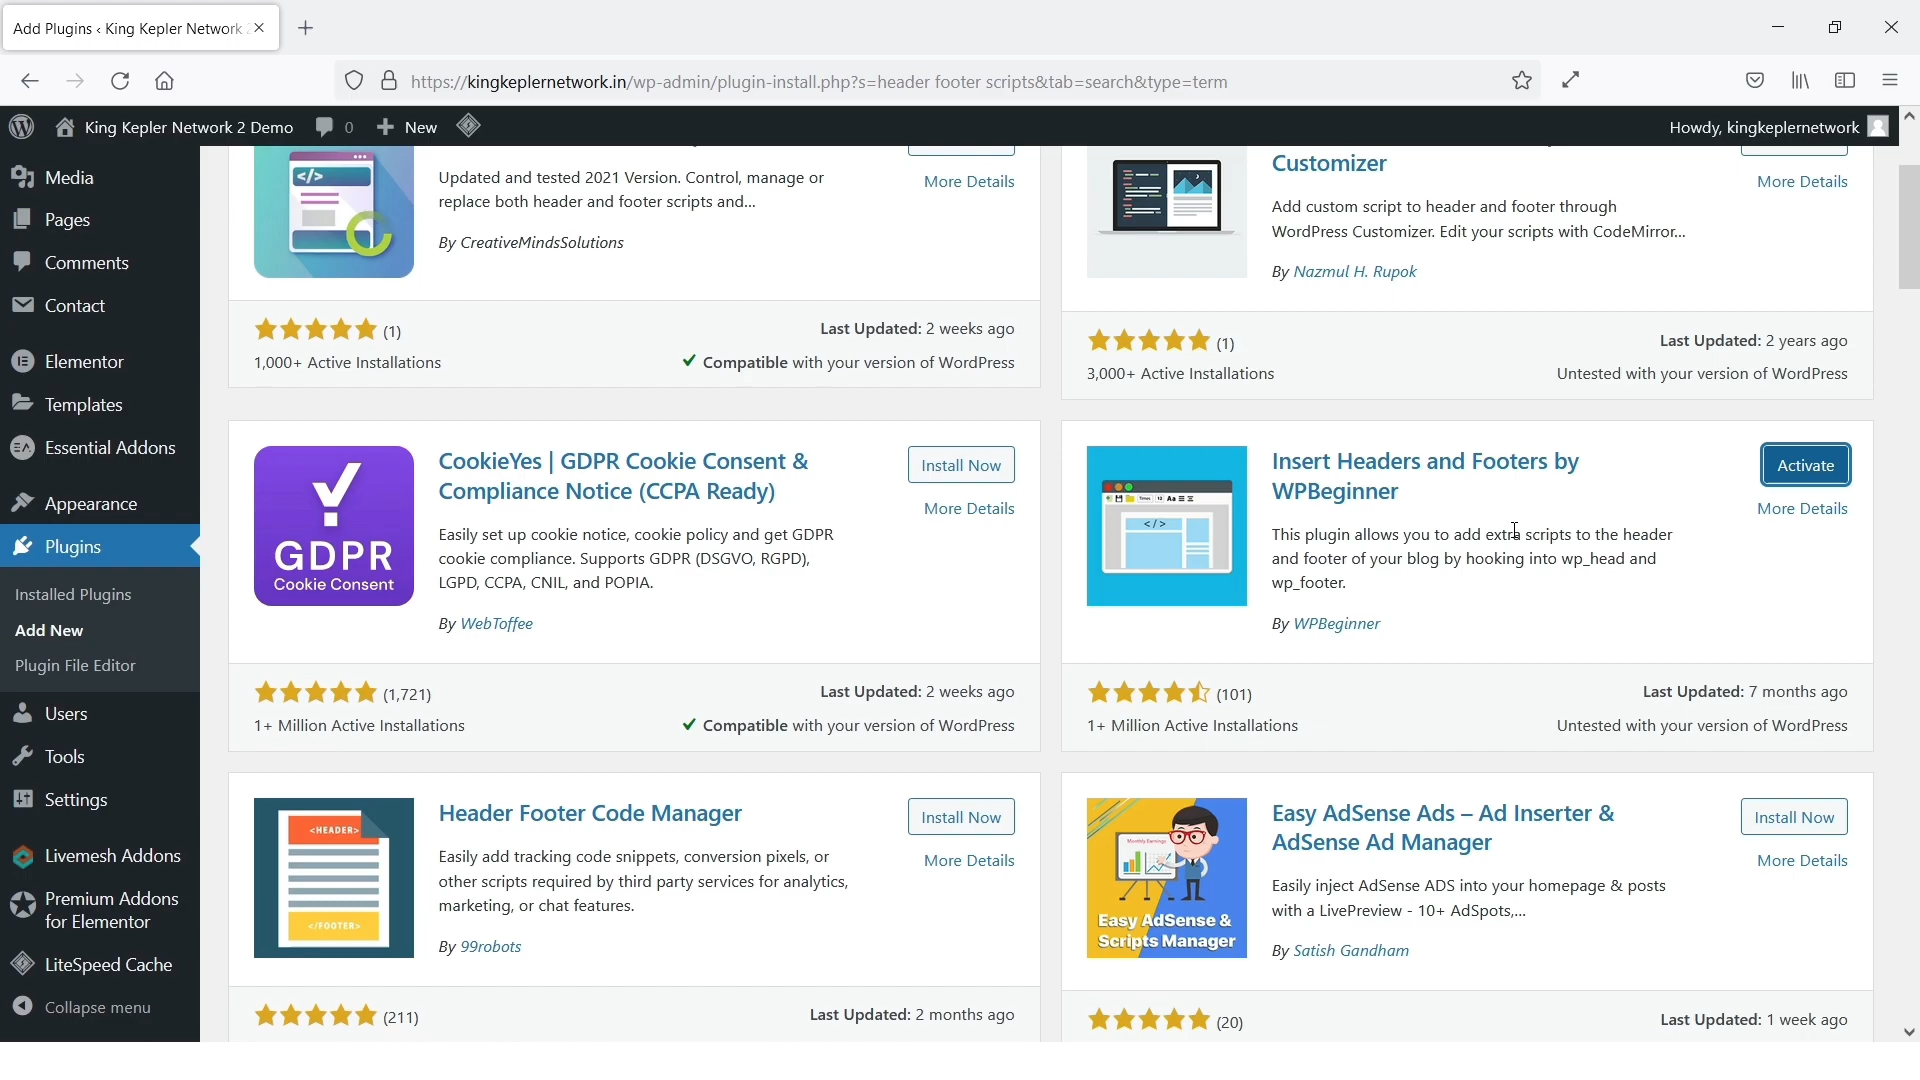 Add Plugins ‹ King Kepler Network 2
https://kingkeplernetwork.in/wp-admin/plugin-install.php?s=header footer scripts&tab=search&type=term
King Kepler Network 2 Demo
0
New
Howdy, kingkeplernetwork
Media
Pages
Comments
Contact
Elementor
Templates
Essential Addons
Appearance
Plugins
Installed Plugins
Add New
Plugin File Editor
Users
Tools
Settings
Livemesh Addons
Premium Addons
for Elementor
LiteSpeed Cache
Collapse menu
</>
Updated and tested 2021 Version. Control, manage or
replace both header and footer scripts and...
By CreativeMindsSolutions
More Details
(1)
1,000+ Active Installations
Last Updated: 2 weeks ago
Compatible with your version of WordPress
Customizer
Add custom script to header and footer through
WordPress Customizer. Edit your scripts with CodeMirror...
By Nazmul H. Rupok
More Details
(1)
3,000+ Active Installations
Last Updated: 2 years ago
Untested with your version of WordPress
GDPR
Cookie Consent
CookieYes | GDPR Cookie Consent &
Compliance Notice (CCPA Ready)
Easily set up cookie notice, cookie policy and get GDPR
cookie compliance. Supports GDPR (DSGVO, RGPD),
LGPD, CCPA, CNIL, and POPIA.
By WebToffee
Install Now
More Details
(1,721)
1+ Million Active Installations
Last Updated: 2 weeks ago
Compatible with your version of WordPress
Times 12 Aa
</>
Insert Headers and Footers by
WPBeginner
This plugin allows you to add extra scripts to the header
and footer of your blog by hooking into wp_head and
wp_footer.
By WPBeginner
Activate
More Details
(101)
1+ Million Active Installations
Last Updated: 7 months ago
Untested with your version of WordPress
<HEADER>
</FOOTER>
Header Footer Code Manager
Easily add tracking code snippets, conversion pixels, or
other scripts required by third party services for analytics,
marketing, or chat features.
By 99robots
Install Now
More Details
(211)
Last Updated: 2 months ago
Monthly Earnings
Easy AdSense &
Scripts Manager
Easy AdSense Ads – Ad Inserter &
AdSense Ad Manager
Easily inject AdSense ADS into your homepage & posts
with a LivePreview - 10+ AdSpots,...
By Satish Gandham
Install Now
More Details
(20)
Last Updated: 1 week ago